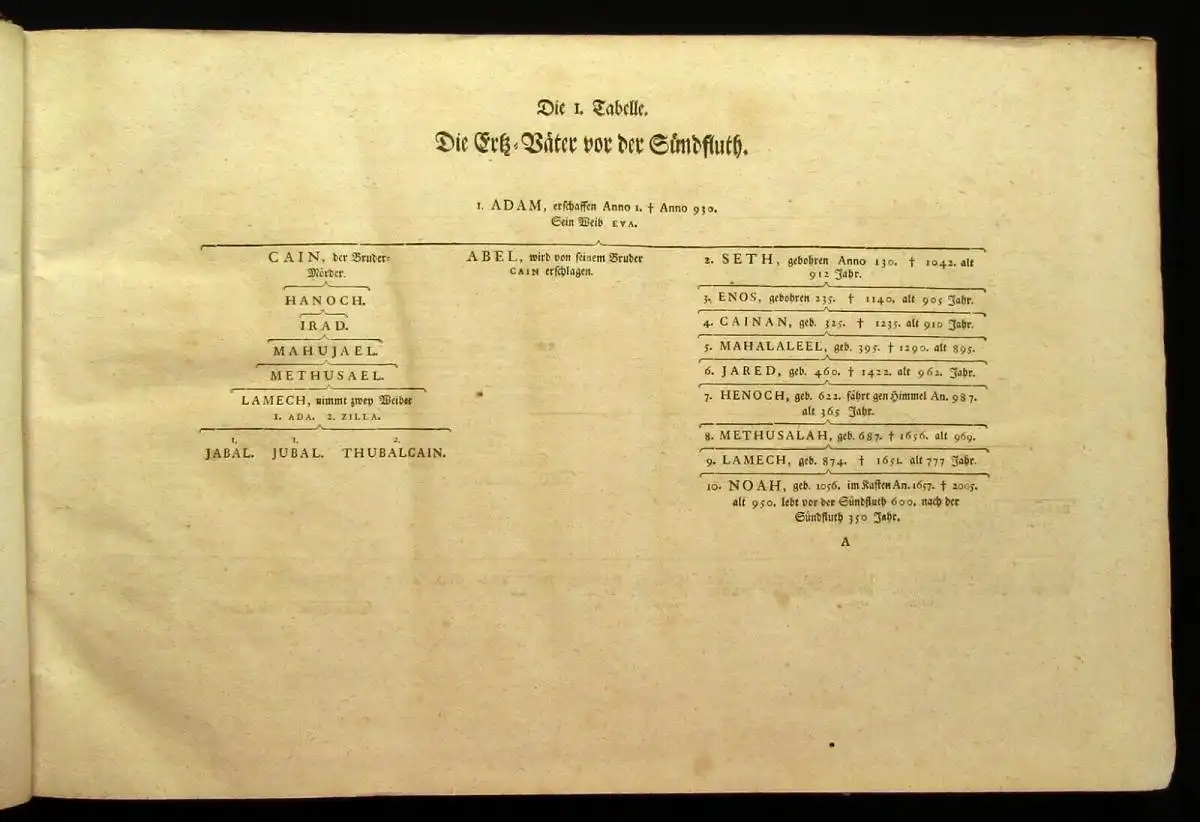 Die 1. Tabelle.
Die Ertz-Väter vor der Sündfluth.
1. ADAM, erschaffen Anno 1. † Anno 930.
Sein Weib EVA.
CAIN, der Bruder-
Mörder.
HANOCH.
IRAD.
MAHUJAEL.
METHUSAEL.
LAMECH, nimmt zwey Weiber
1. ADA. 2. ZILLA.
1. 1. 2.
JABAL. JUBAL. THUBALCAIN.
ABEL, wird von seinem Bruder
CAIN erschlagen.
2. SETH, gebohren Anno 130. † 1042. alt
912 Jahr.
3. ENOS, gebohren 235. † 1140. alt 905 Jahr.
4. CAINAN, geb. 325. † 1235. alt 910 Jahr.
5. MAHALALEEL, geb. 395. † 1290. alt 895.
6. JARED, geb. 460. † 1422. alt 962. Jahr.
7. HENOCH, geb. 622. fährt gen Himmel An. 987.
alt 365 Jahr.
8. METHUSALAH, geb. 687. † 1656. alt 969.
9. LAMECH, geb. 874. † 1651. alt 777 Jahr.
10. NOAH, geb. 1056. im Kasten An. 1657. † 2005.
alt 950. lebt vor der Sündfluth 600. nach der
Sündfluth 350 Jahr.
A